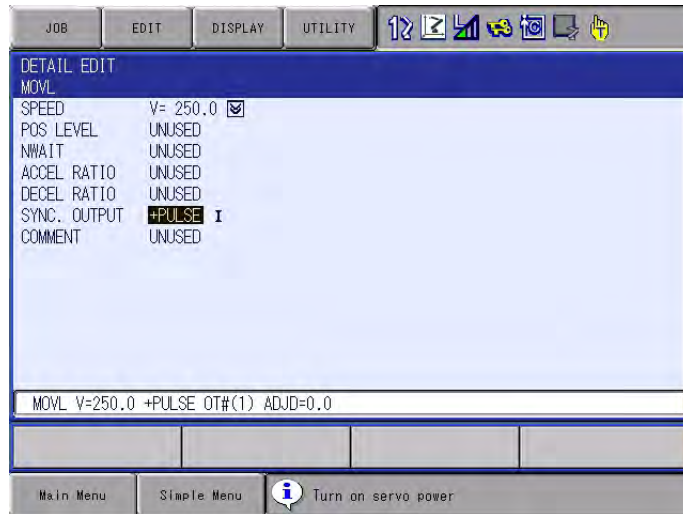 JOB EDIT DISPLAY UTILITY
DETAIL EDIT
MOVL
SPEED V= 250.0
POS LEVEL UNUSED
NWAIT UNUSED
ACCEL RATIO UNUSED
DECEL RATIO UNUSED
SYNC. OUTPUT +PULSE
COMMENT UNUSED
MOVL V=250.0 +PULSE OT#(1) ADJD=0.0
Main Menu Simple Menu Turn on servo power